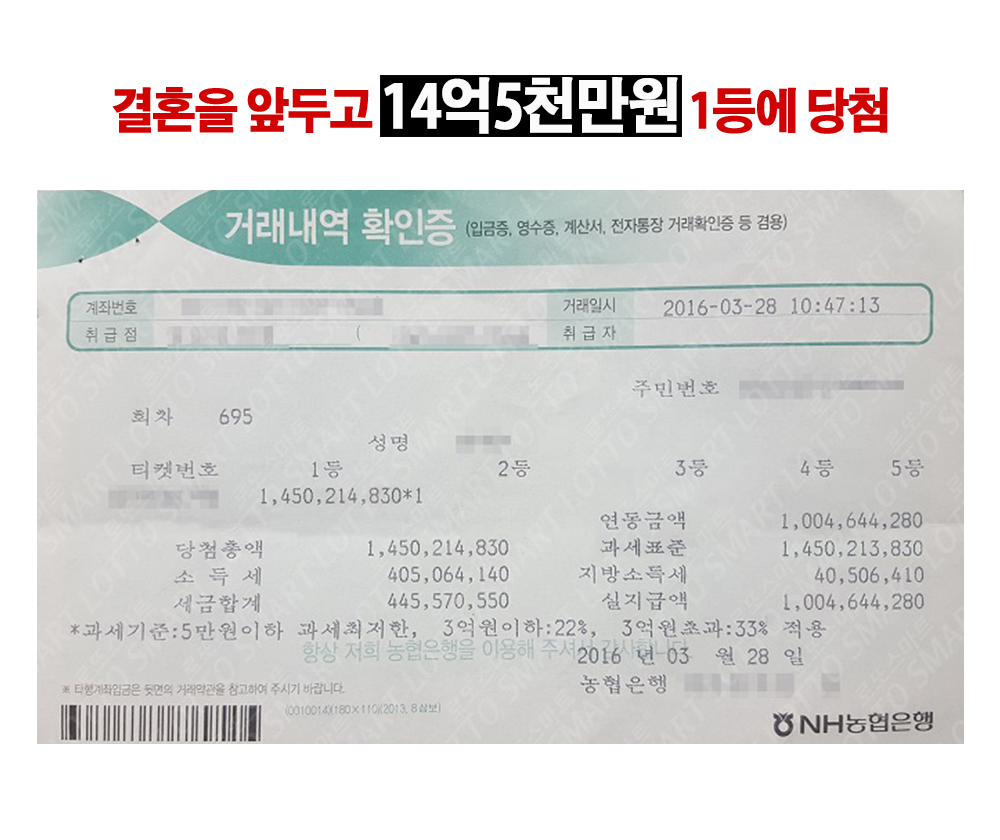 결혼을 앞두고 14억5천만원 1등에 당첨
거래내역 확인증 (입금증, 영수증, 계산서, 전자통장 거래확인증 등 겸용)
계좌번호 거래일시 2016-03-28 10:47:13
취급점 ( 취급자
주민번호
회차 695
성명
티켓번호 1등 2등 3등 4등 5등
1,450,214,830*1
연동금액 1,004,644,280
당첨총액 1,450,214,830 과세표준 1,450,213,830
소 득 세 405,064,140 지방소득세 40,506,410
세금합계 445,570,550 실지급액 1,004,644,280
*과세기준:5만원이하 과세최저한, 3억원이하:22%, 3억원초과:33% 적용
항상 저희 농협은행을 이용해 주셔서 감사합니다.
2016 년 03 월 28 일
농협은행
※ 타행계좌입금은 뒷면의 거래약관을 참고하여 주시기 바랍니다.
(0010014)(180×110)(2013. 8 삼보)
NH농협은행